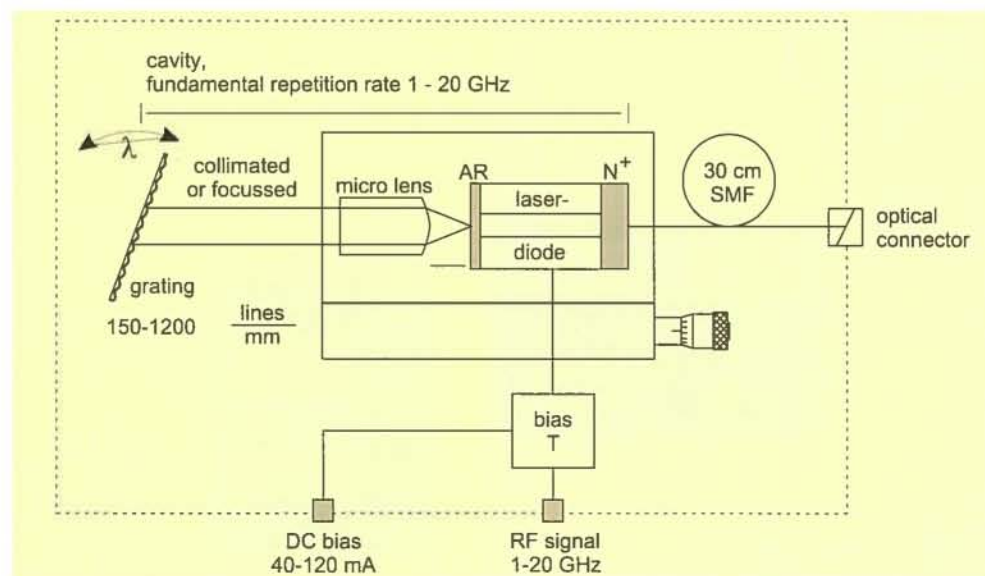 cavity,
fundamental repetition rate 1 - 20 GHz
λ
collimated
or focussed
micro lens
AR
N+
laser-
diode
30 cm
SMF
optical
connector
grating
150-1200 lines
mm
bias
T
DC bias
40-120 mA
RF signal
1-20 GHz